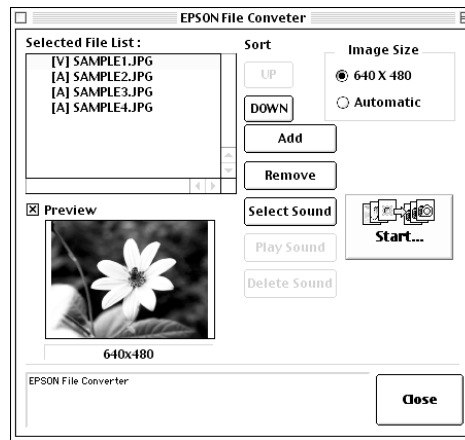 EPSON File Conveter
Selected File List :
[V] SAMPLE1.JPG
[A] SAMPLE2.JPG
[A] SAMPLE3.JPG
[A] SAMPLE4.JPG
Sort
UP
DOWN
Add
Remove
Select Sound
Play Sound
Delete Sound
Image Size
640 X 480
Automatic
Start...
Preview
640x480
EPSON File Converter
Close